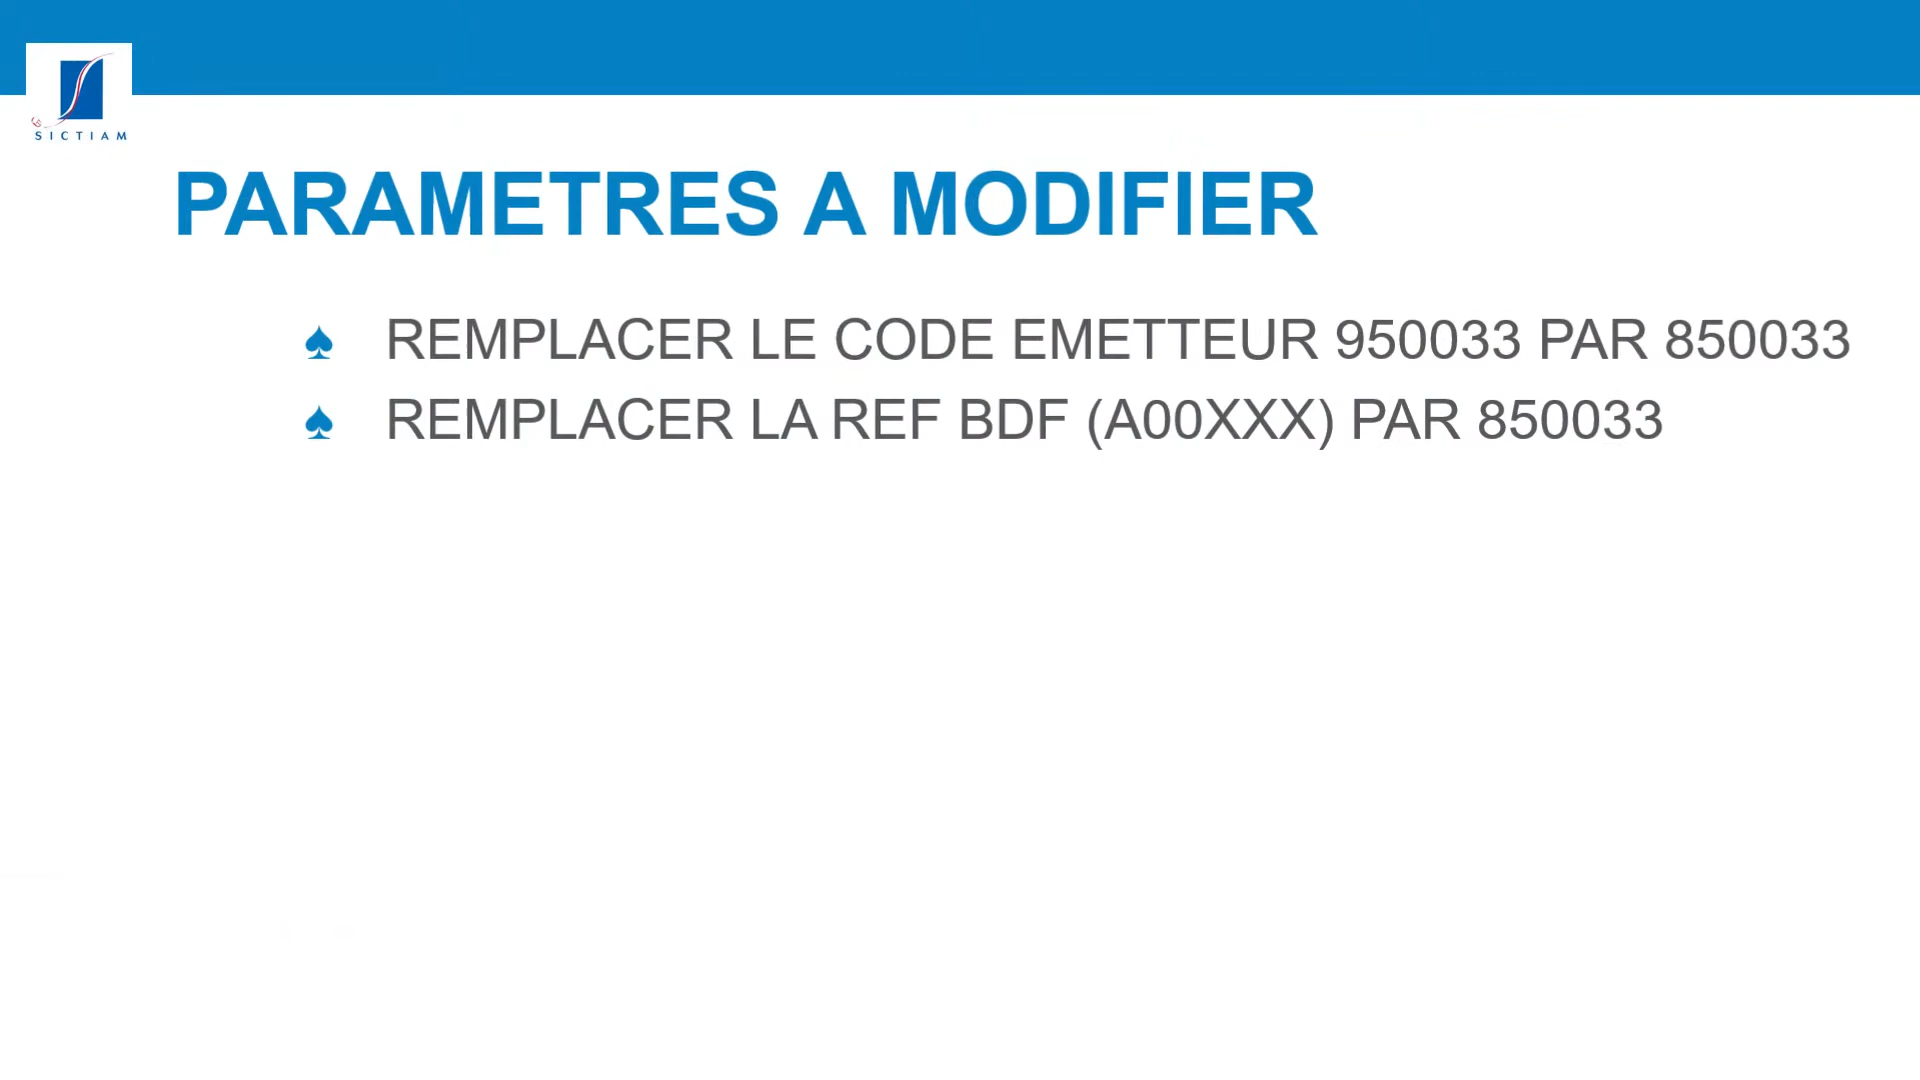 SICTIAM
PARAMETRES A MODIFIER
♠ REMPLACER LE CODE EMETTEUR 950033 PAR 850033
♠ REMPLACER LA REF BDF (A00XXX) PAR 850033